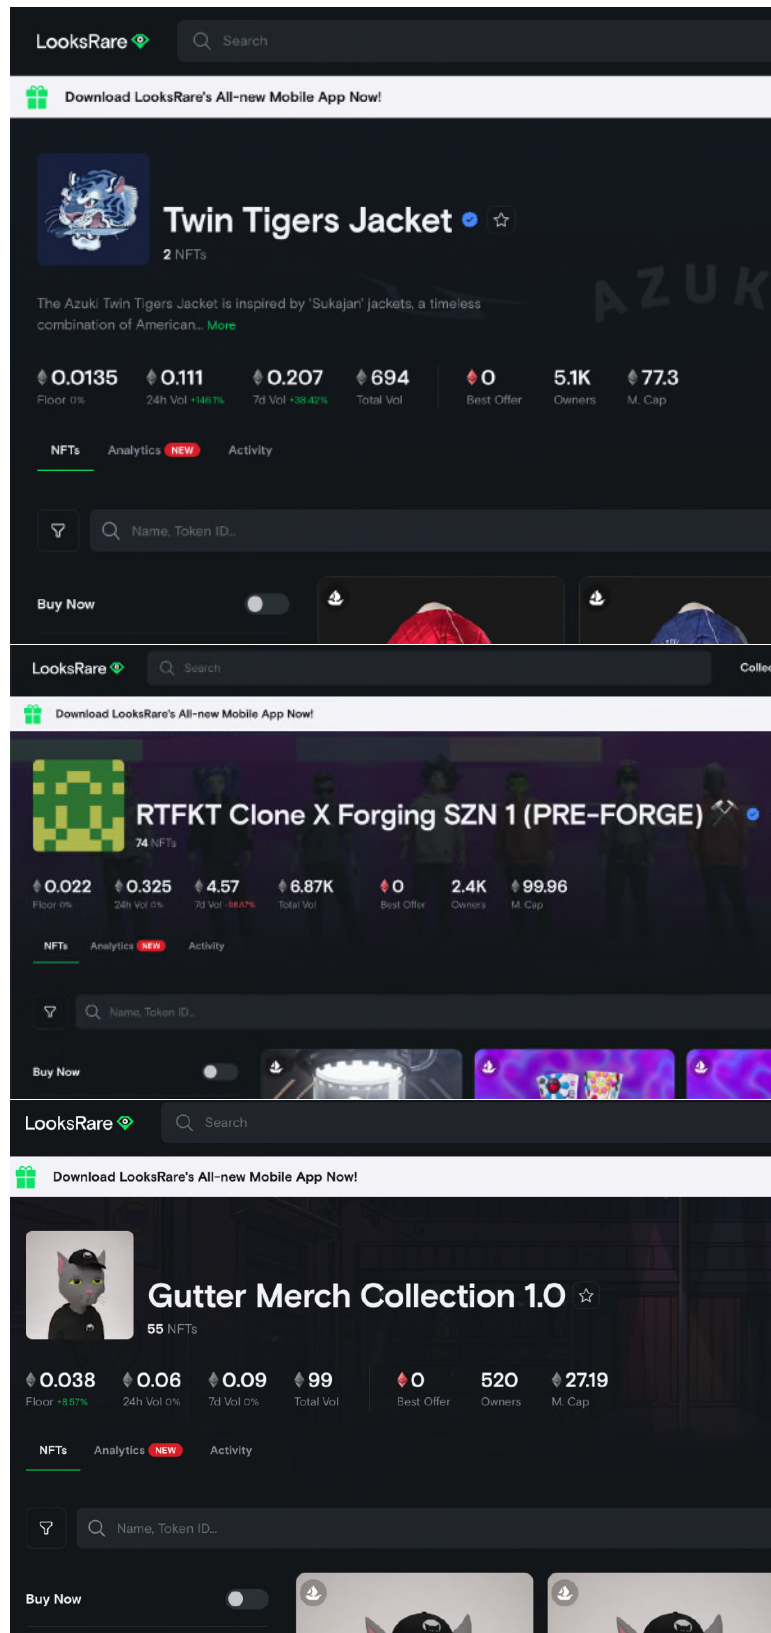 LooksRare
Search
Download LooksRare's All-new Mobile App Now!
Twin Tigers Jacket
2 NFTs
AZUK
The Azuki Twin Tigers Jacket is inspired by 'Sukajan' jackets, a timeless
combination of American... More
0.0135 0.111 0.207 694 0 5.1K 77.3
Floor 0% 24h Vol +146.1% 7d Vol +38.42% Total Vol Best Offer Owners M. Cap
NFTs Analytics NEW Activity
Name, Token ID...
Buy Now
LooksRare
Search
Collec
Download LooksRare's All-new Mobile App Now!
RTFKT Clone X Forging SZN 1 (PRE-FORGE)
74 NFTs
0.022 0.325 4.57 6.87K 0 2.4K 99.96
Floor 0% 24h Vol 0% 7d Vol Total Vol Best Offer Owners M. Cap
NFTs Analytics NEW Activity
Name, Token ID...
Buy Now
LooksRare
Search
Download LooksRare's All-new Mobile App Now!
Gutter Merch Collection 1.0
55 NFTs
0.038 0.06 0.09 99 0 520 27.19
Floor +8.57% 24h Vol 0% 7d Vol 0% Total Vol Best Offer Owners M. Cap
NFTs Analytics NEW Activity
Name, Token ID...
Buy Now